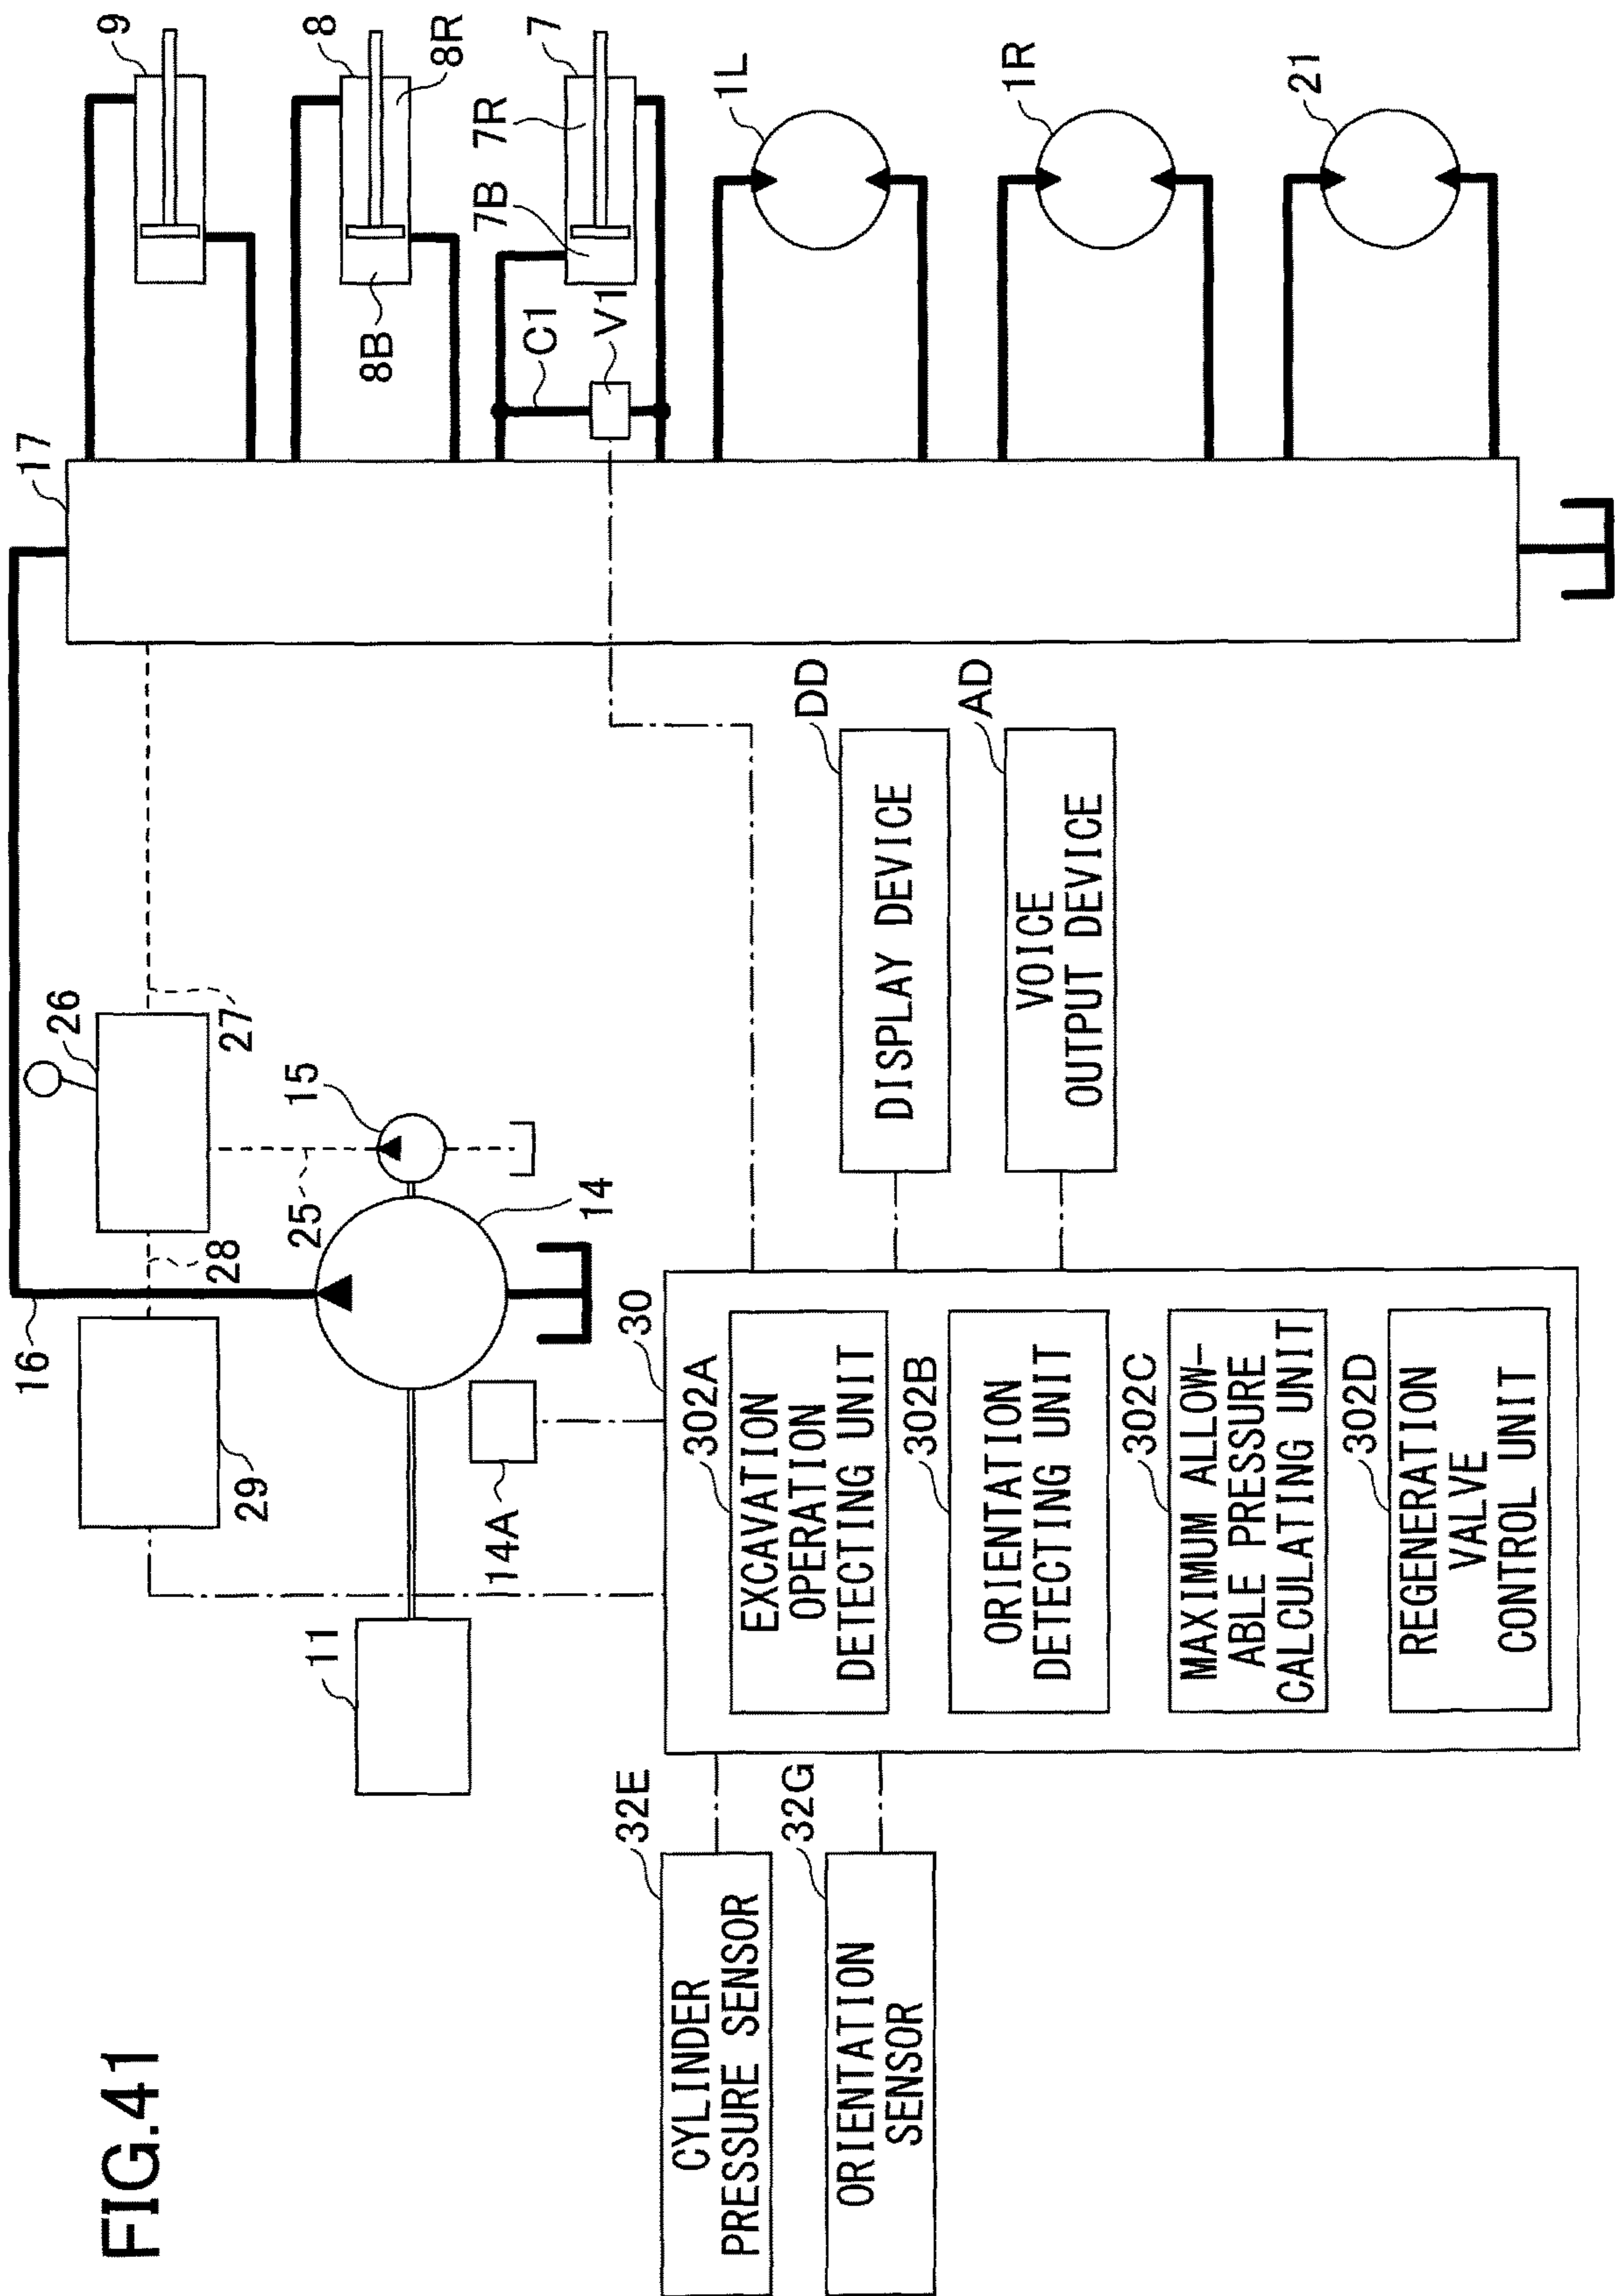 FIG.41
9
8
8R
8B
7
7R
7B
C1
V1
1L
1R
21
17
26
27
15
25
28
14
16
29
14A
11
30
DD
DISPLAY DEVICE
AD
VOICE
OUTPUT DEVICE
302A
EXCAVATION
OPERATION
DETECTING UNIT
302B
ORIENTATION
DETECTING UNIT
302C
MAXIMUM ALLOW-
ABLE PRESSURE
CALCULATING UNIT
302D
REGENERATION
VALVE
CONTROL UNIT
32E
CYLINDER
PRESSURE SENSOR
32G
ORIENTATION
SENSOR